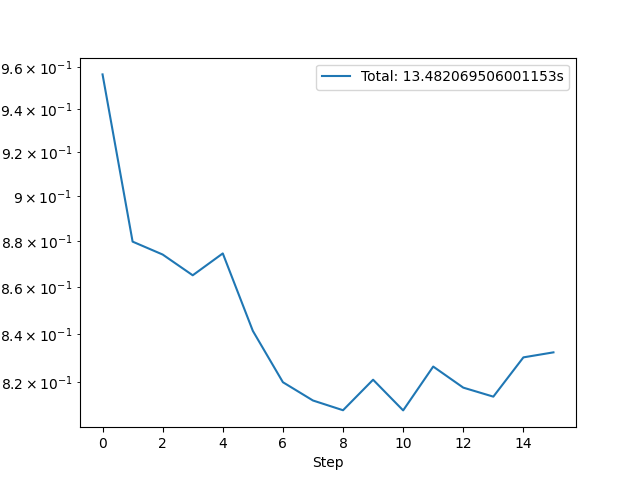 Total: 13.482069506001153s
9.6 × 10⁻¹
9.4 × 10⁻¹
9.2 × 10⁻¹
9 × 10⁻¹
8.8 × 10⁻¹
8.6 × 10⁻¹
8.4 × 10⁻¹
8.2 × 10⁻¹
0 2 4 6 8 10 12 14
Step